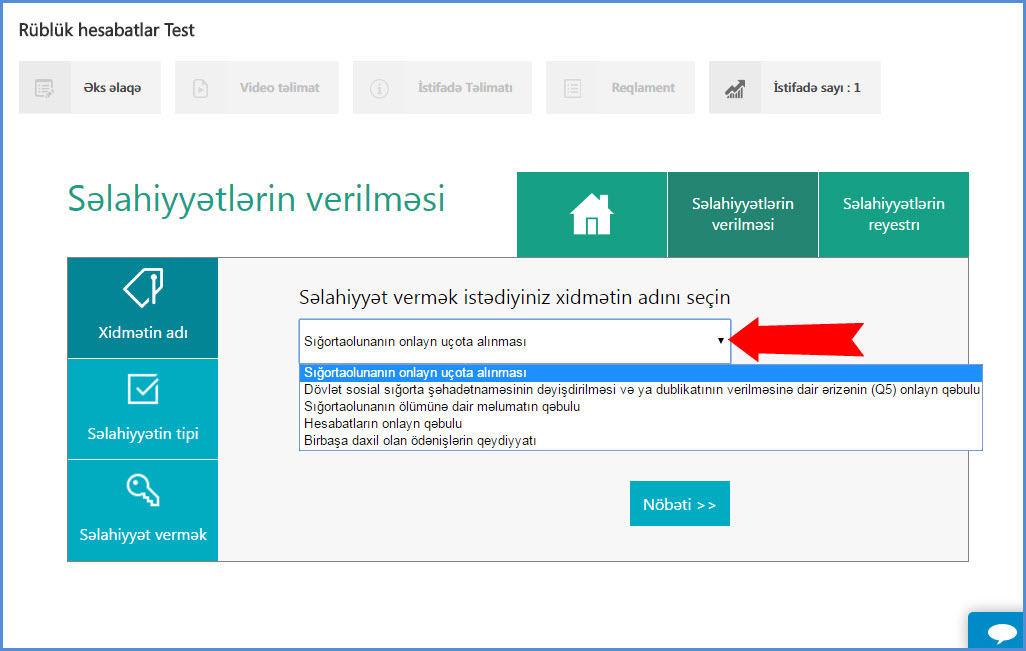 Rüblük hesabatlar Test
Əks əlaqə
Video təlimat
İstifadə Təlimatı
Reqlament
İstifadə sayı : 1
Səlahiyyətlərin verilməsi
Səlahiyyətlərin
verilməsi
Səlahiyyətlərin
reyestrı
Xidmətin adı
Səlahiyyətin tipi
Səlahiyyət vermək
Səlahiyyət vermək istədiyiniz xidmətin adını seçin
Sığortaolunanın onlayn uçota alınması
Sığortaolunanın onlayn uçota alınması
Dövlət sosial sığorta şəhadətnaməsinin dəyişdirilməsi və ya dublikatının verilməsinə dair ərizənin (Q5) onlayn qəbulu
Sığortaolunanın ölümünə dair məlumatın qəbulu
Hesabatların onlayn qəbulu
Birbaşa daxil olan ödənişlərin qeydiyyatı
Nöbəti >>